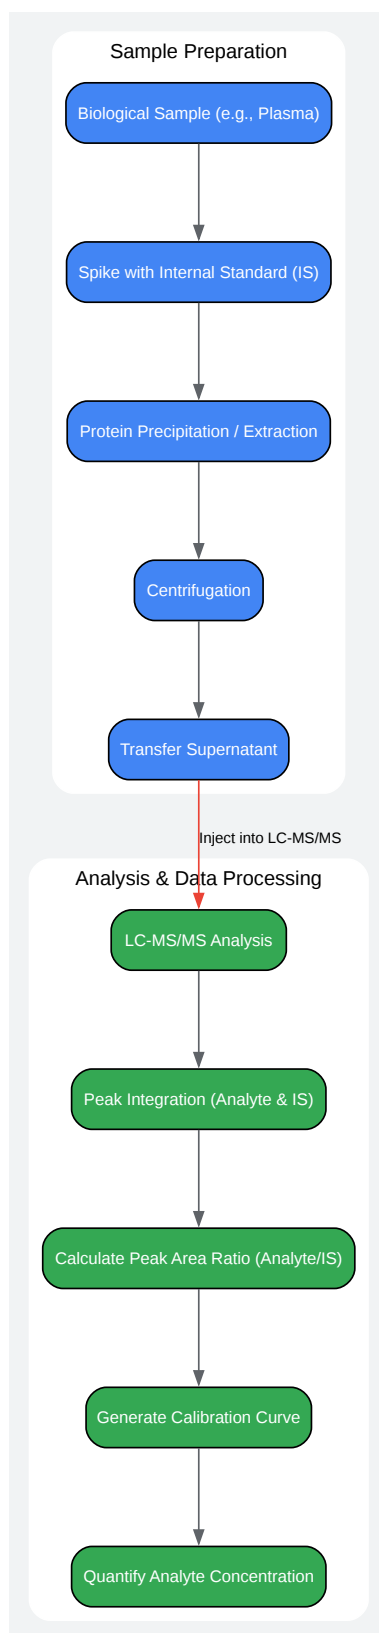 Sample Preparation
Biological Sample (e.g., Plasma)
Spike with Internal Standard (IS)
Protein Precipitation / Extraction
Centrifugation
Transfer Supernatant
Inject into LC-MS/MS
Analysis & Data Processing
LC-MS/MS Analysis
Peak Integration (Analyte & IS)
Calculate Peak Area Ratio (Analyte/IS)
Generate Calibration Curve
Quantify Analyte Concentration